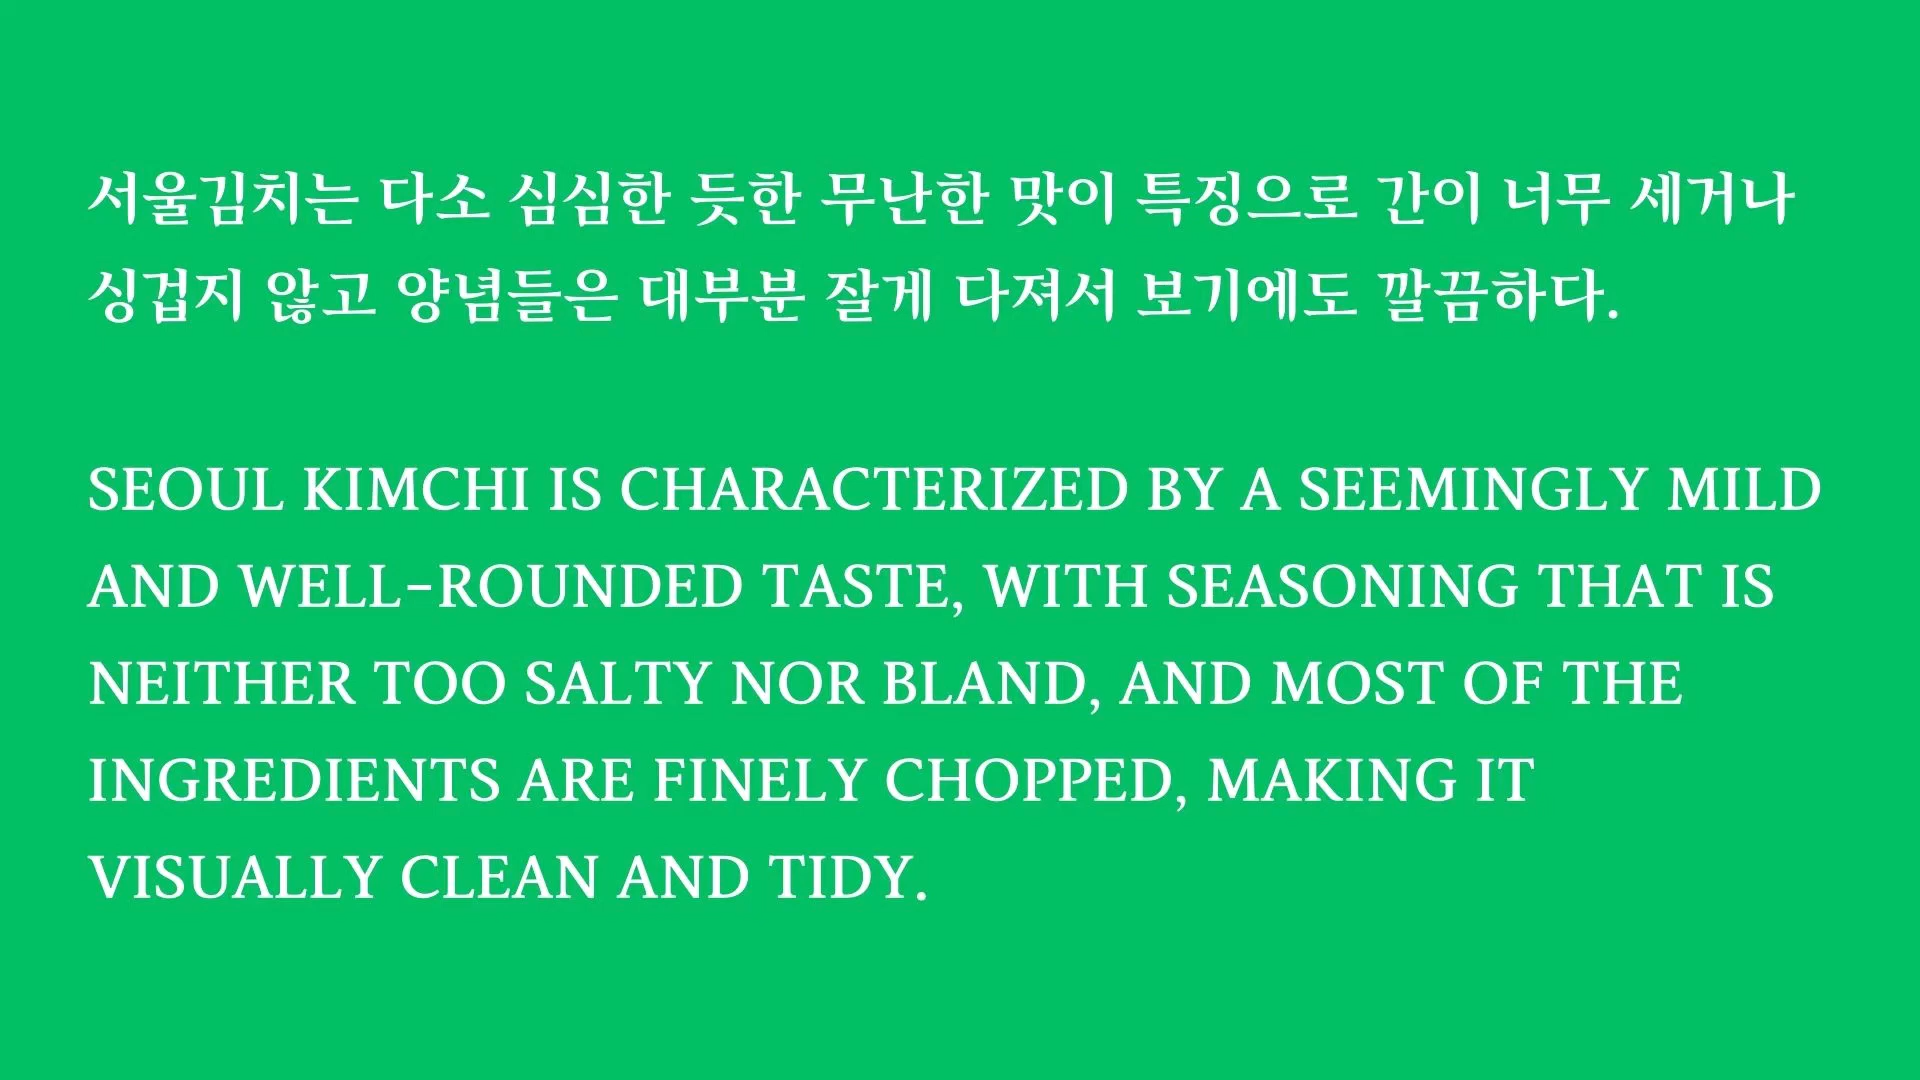 서울김치는 다소 심심한 듯한 무난한 맛이 특징으로 간이 너무 세거나
싱겁지 않고 양념들은 대부분 잘게 다져서 보기에도 깔끔하다.
SEOUL KIMCHI IS CHARACTERIZED BY A SEEMINGLY MILD
AND WELL-ROUNDED TASTE, WITH SEASONING THAT IS
NEITHER TOO SALTY NOR BLAND, AND MOST OF THE
INGREDIENTS ARE FINELY CHOPPED, MAKING IT
VISUALLY CLEAN AND TIDY.